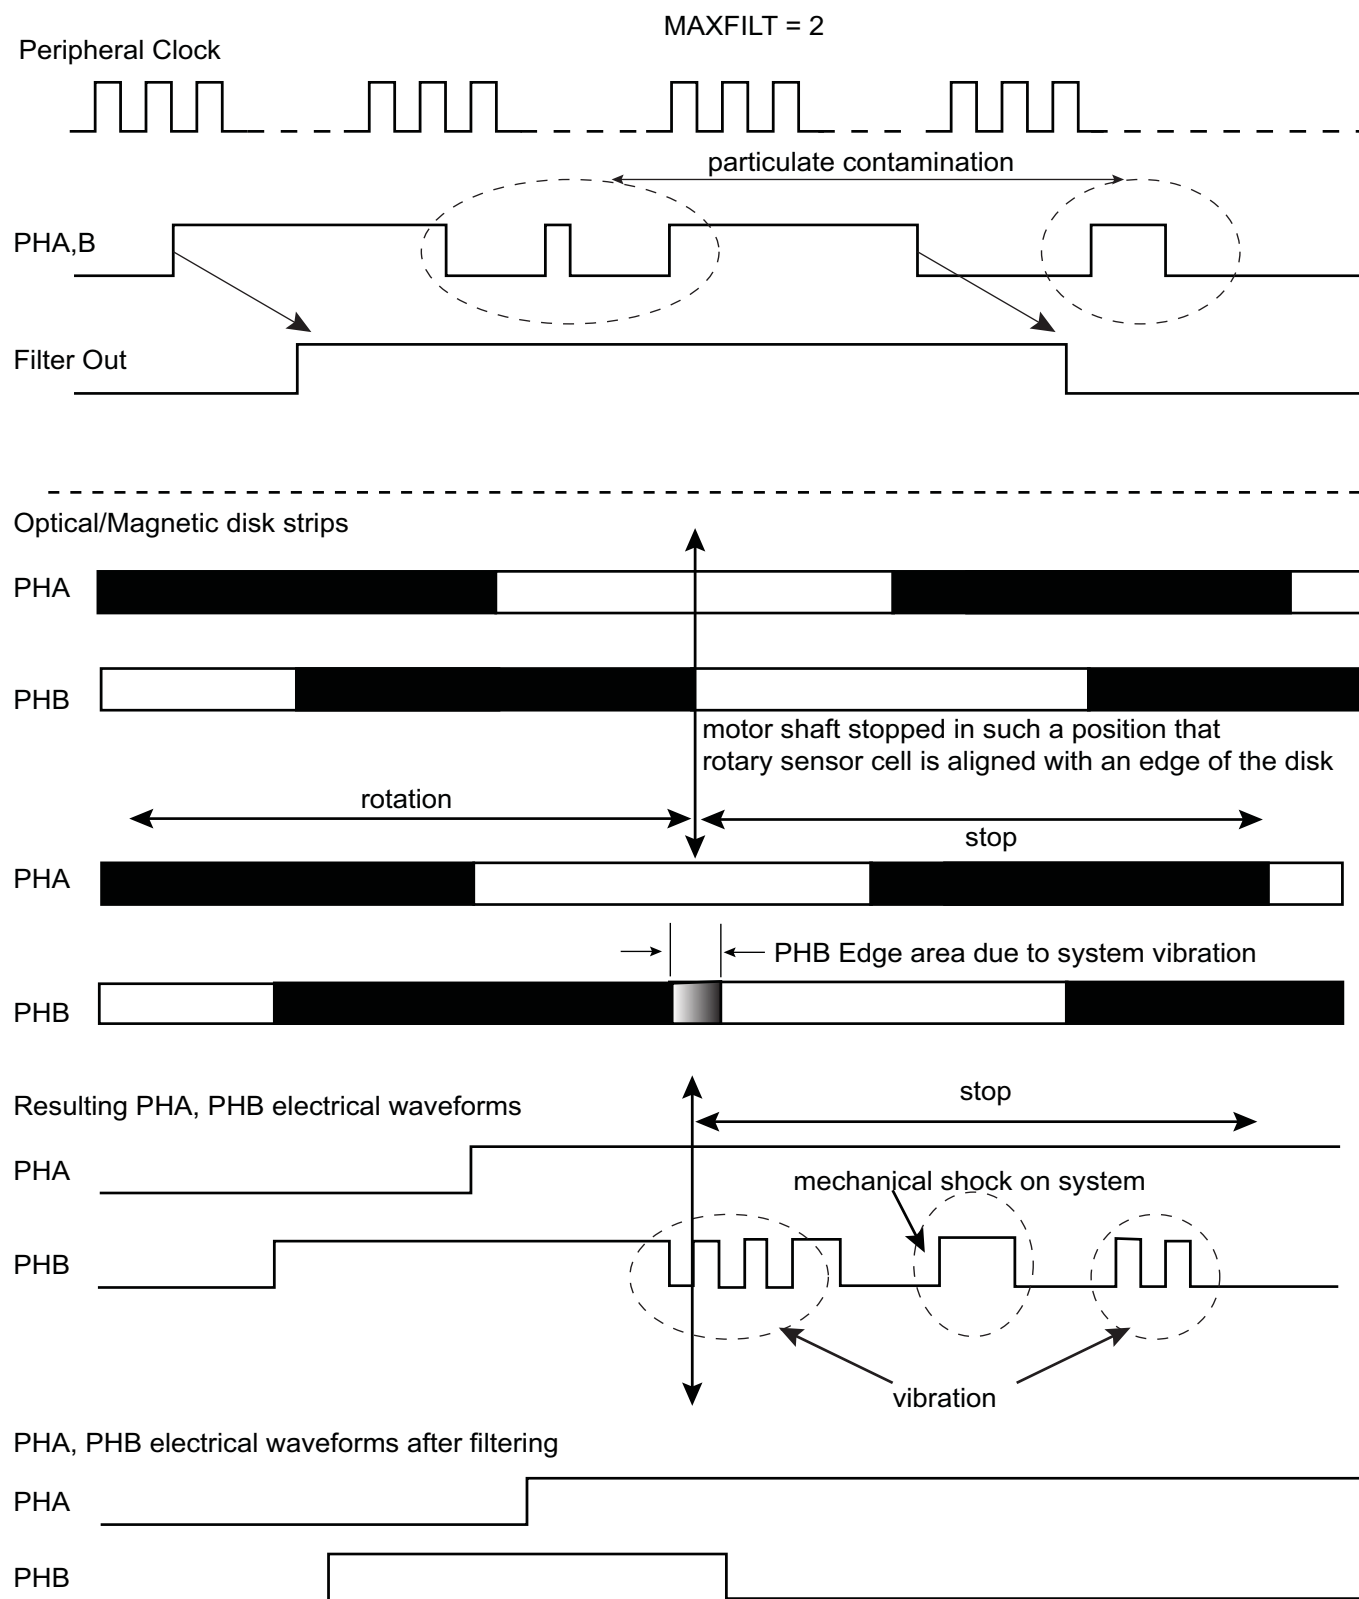 MAXFILT = 2
Peripheral Clock
particulate contamination
PHA,B
Filter Out
Optical/Magnetic disk strips
PHA
PHB
motor shaft stopped in such a position that
rotary sensor cell is aligned with an edge of the disk
rotation
stop
PHA
PHB Edge area due to system vibration
PHB
stop
Resulting PHA, PHB electrical waveforms
PHA
mechanical shock on system
PHB
vibration
PHA, PHB electrical waveforms after filtering
PHA
PHB